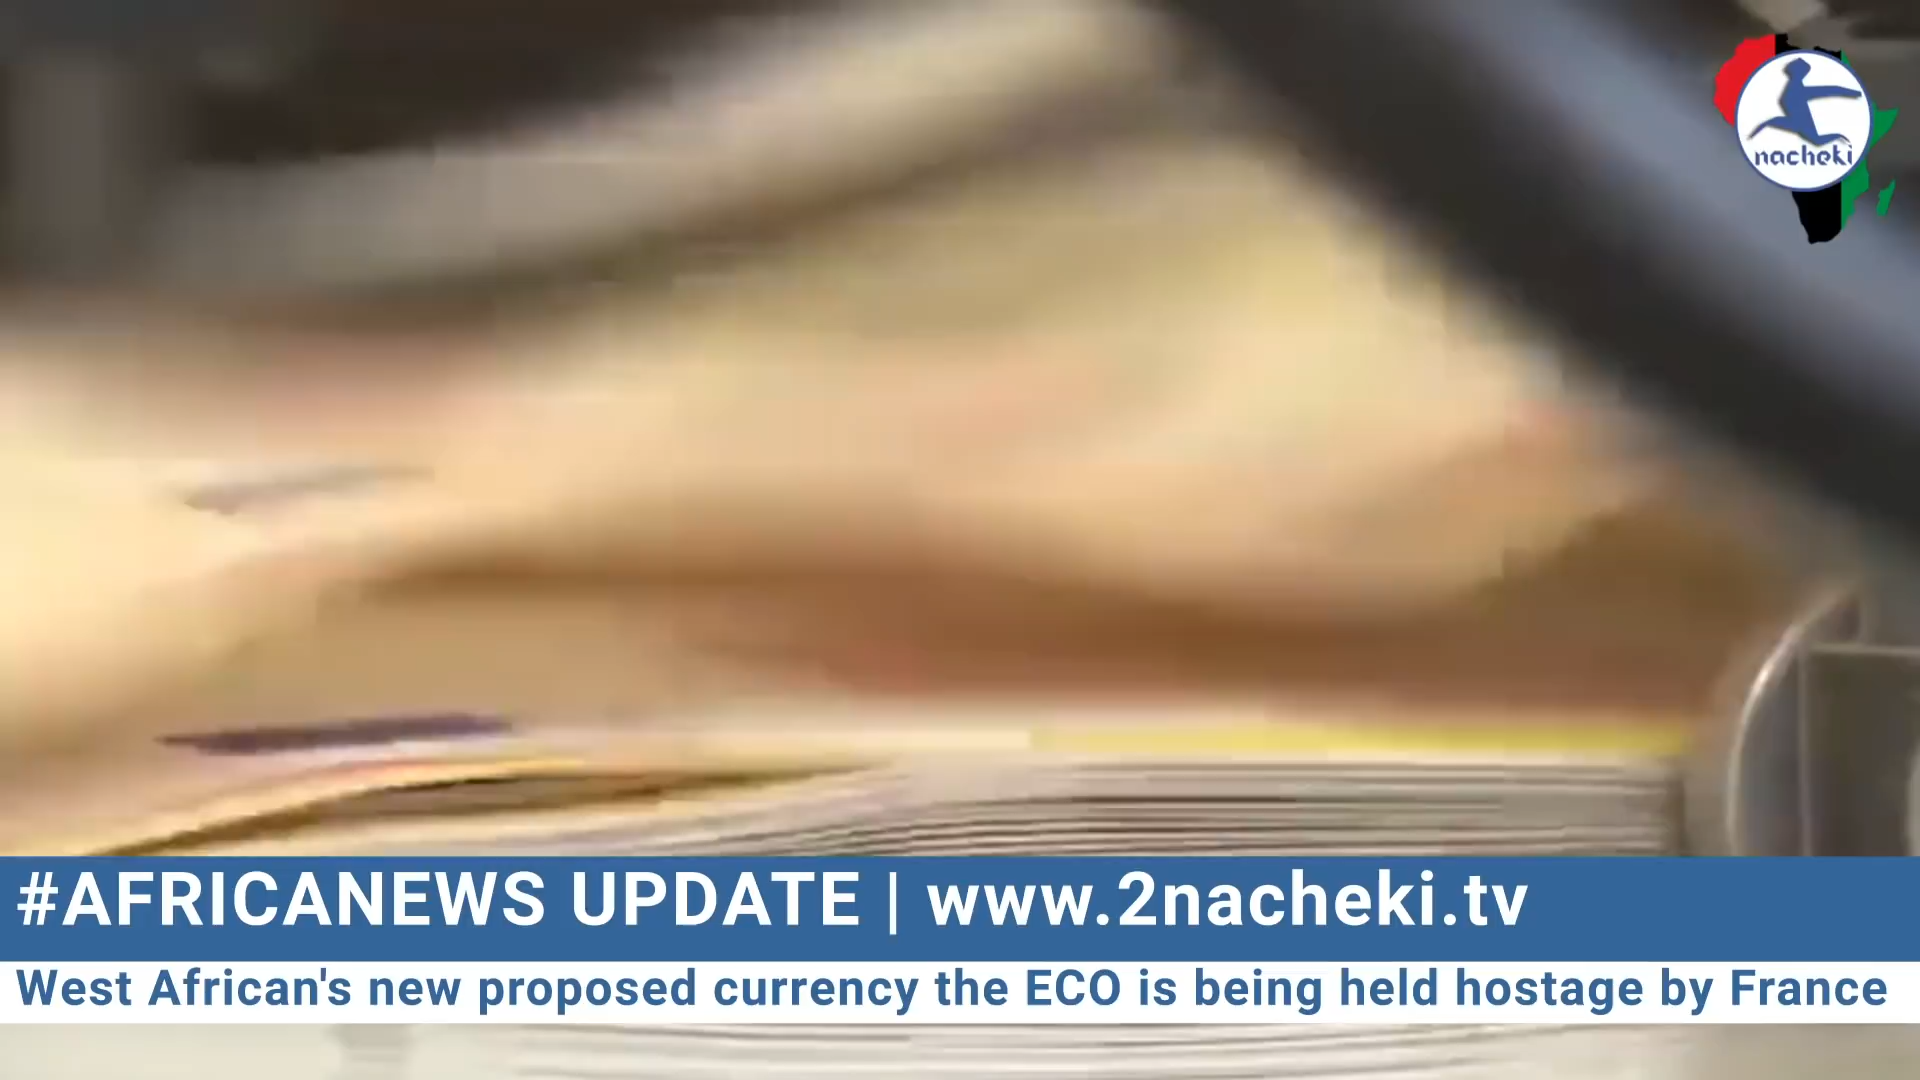 nacheki
#AFRICANEWS UPDATE | www.2nacheki.tv
West African's new proposed currency the ECO is being held hostage by France